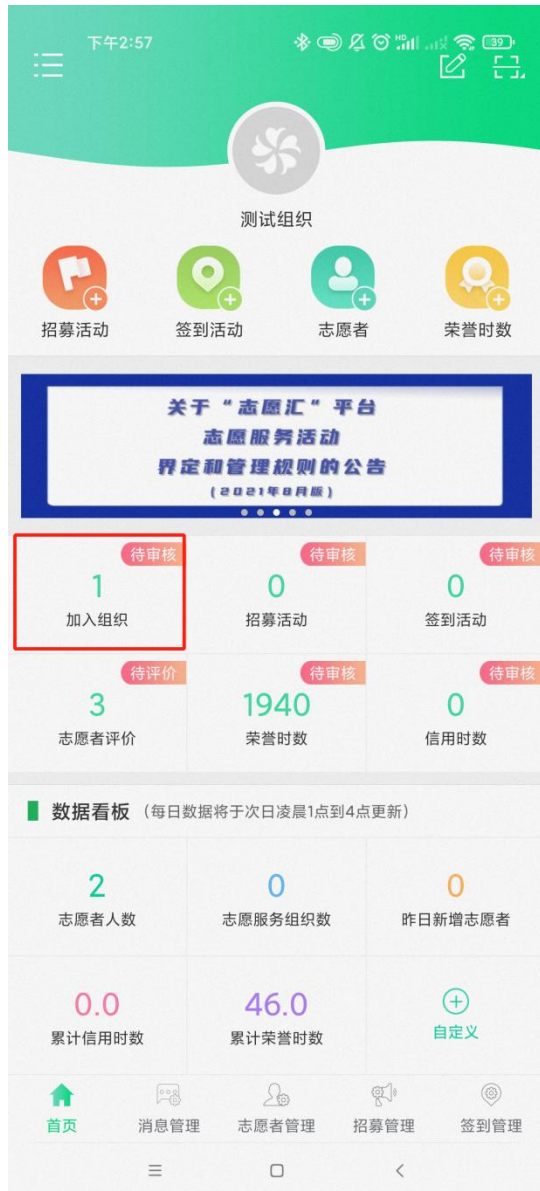 下午2:57
HD
39
测试组织
招募活动 签到活动 志愿者 荣誉时数
关于“志愿汇”平台
志愿服务活动
界定和管理规则的公告
(2021年8月版)
待审核 待审核 待审核
1 0 0
加入组织 招募活动 签到活动
待评价 待审核 待审核
3 1940 0
志愿者评价 荣誉时数 信用时数
数据看板 (每日数据将于次日凌晨1点到4点更新)
2 0 0
志愿者人数 志愿服务组织数 昨日新增志愿者
0.0 46.0
累计信用时数 累计荣誉时数 自定义
首页 消息管理 志愿者管理 招募管理 签到管理